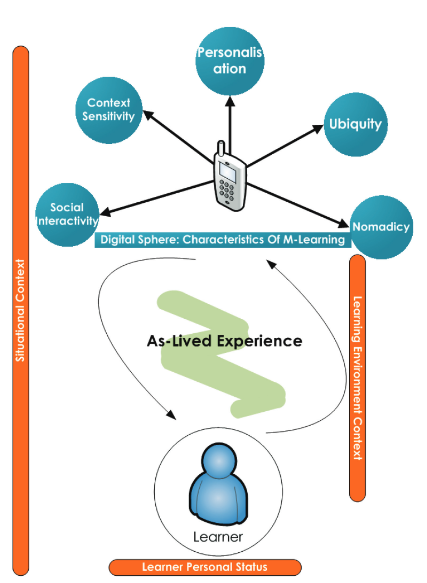 Personalis
ation
Context
Sensitivity
Ubiquity
Social
Interactivity
Nomadicy
Digital Sphere: Characteristics Of M-Learning
Situational Context
Learning Environment Context
As-Lived Experience
Learner
Learner Personal Status